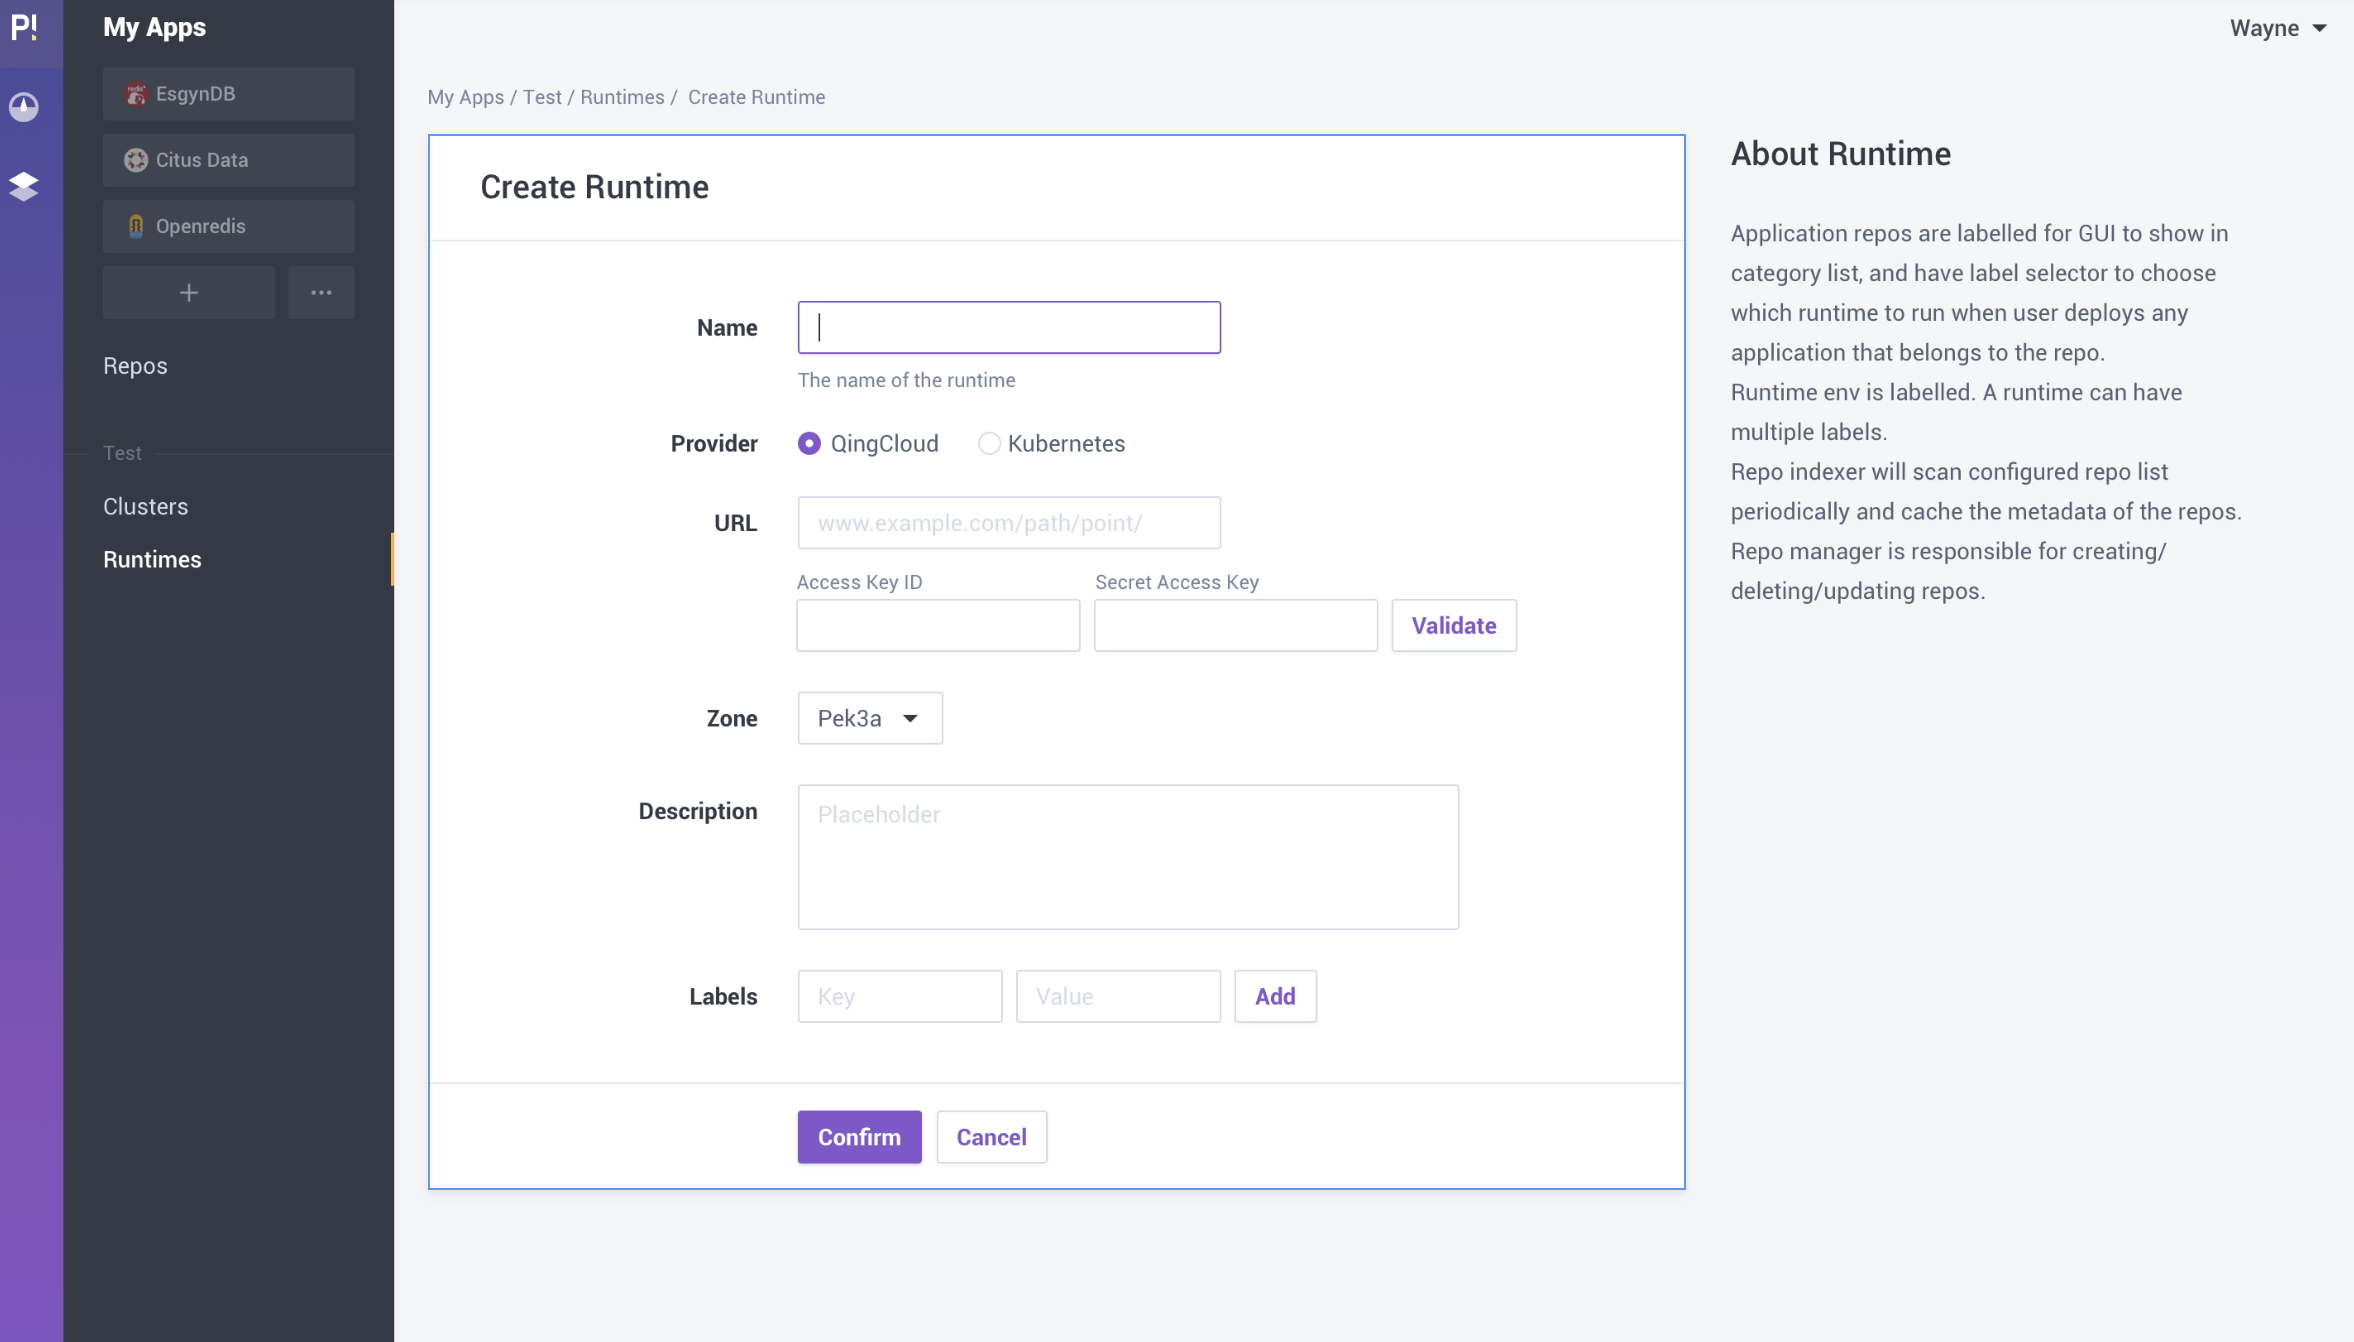 P!
My Apps
EsgynDB
Citus Data
Openredis
Repos
Test
Clusters
Runtimes
Wayne
My Apps / Test / Runtimes / Create Runtime
Create Runtime
Name
The name of the runtime
Provider
QingCloud
Kubernetes
URL
www.example.com/path/point/
Access Key ID
Secret Access Key
Validate
Zone
Pek3a
Description
Placeholder
Labels
Key
Value
Add
Confirm
Cancel
About Runtime
Application repos are labelled for GUI to show in
category list, and have label selector to choose
which runtime to run when user deploys any
application that belongs to the repo.
Runtime env is labelled. A runtime can have
multiple labels.
Repo indexer will scan configured repo list
periodically and cache the metadata of the repos.
Repo manager is responsible for creating/
deleting/updating repos.